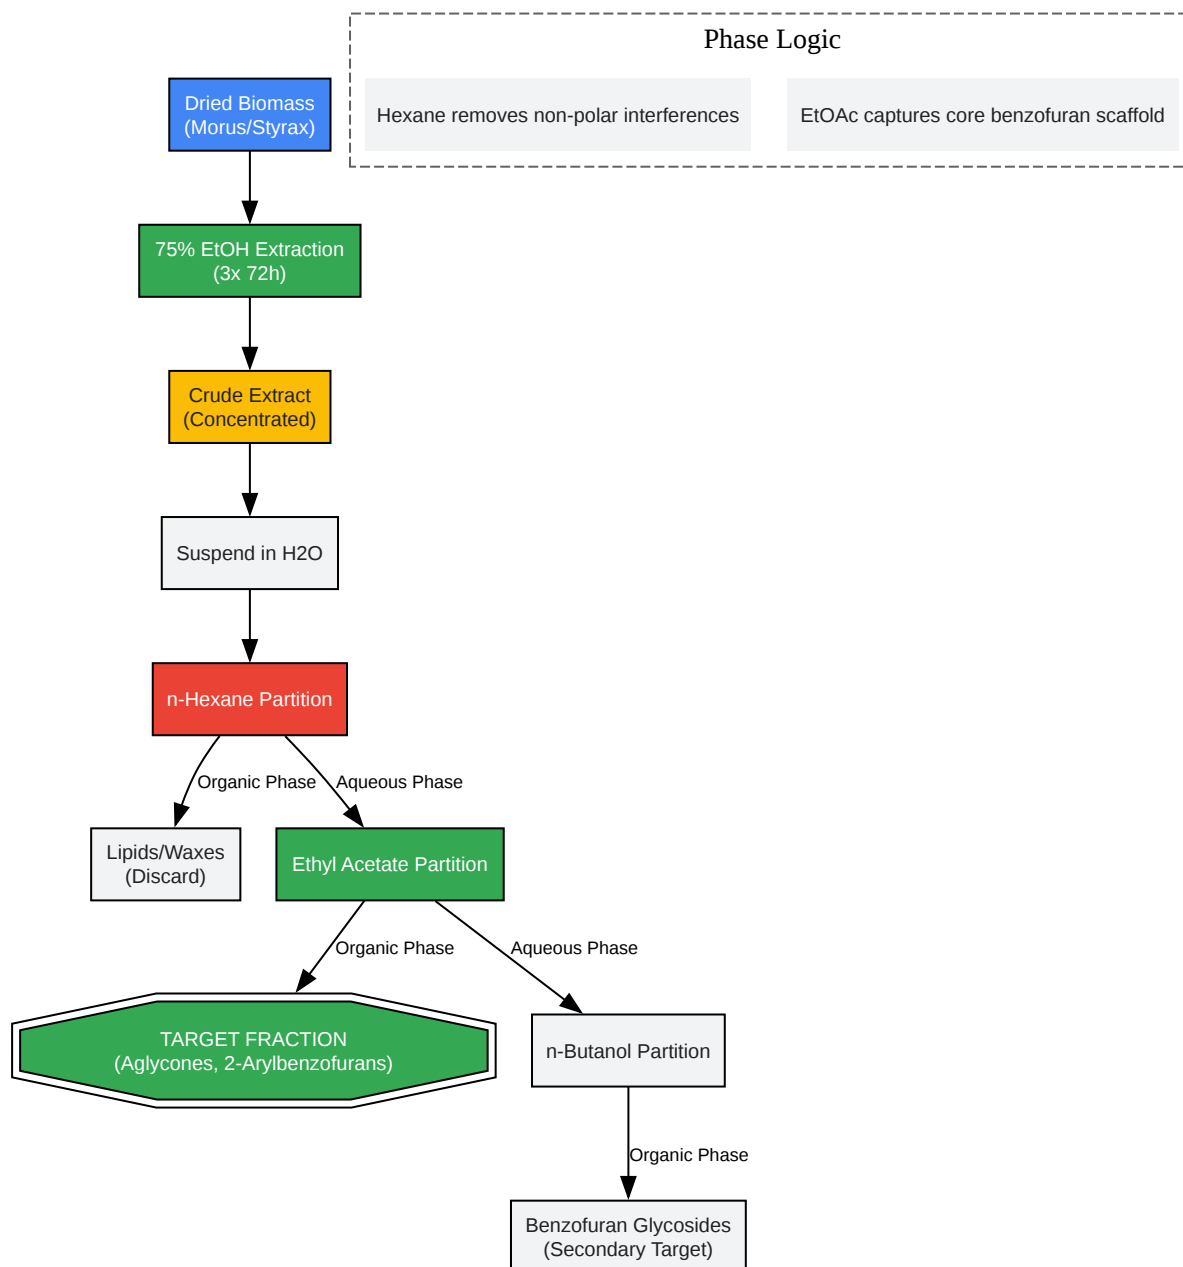 Phase Logic
Hexane removes non-polar interferences
EtOAc captures core benzofuran scaffold
Dried Biomass
(Morus/Styrax)
75% EtOH Extraction
(3x 72h)
Crude Extract
(Concentrated)
Suspend in H2O
n-Hexane Partition
Organic Phase
Aqueous Phase
Lipids/Waxes
(Discard)
Ethyl Acetate Partition
Organic Phase
Aqueous Phase
TARGET FRACTION
(Aglycones, 2-Arylbenzofurans)
n-Butanol Partition
Organic Phase
Benzofuran Glycosides
(Secondary Target)